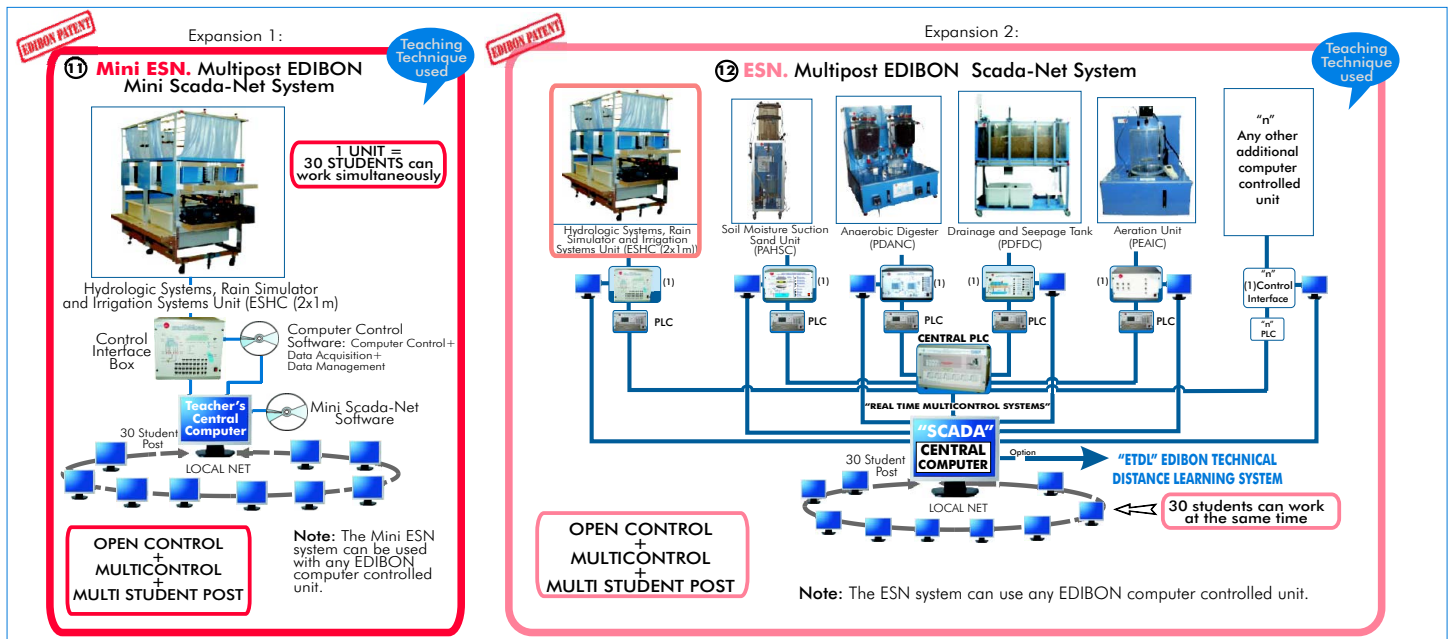 Expansion 1:
EDIBON PATENT
Teaching
Technique
used
11 Mini ESN. Multipost EDIBON
Mini Scada-Net System
1 UNIT =
30 STUDENTS can
work simultaneously
Hydrologic Systems, Rain Simulator
and Irrigation Systems Unit (ESHC (2x1m)
Control
Interface
Box
Computer Control
Software: Computer Control+
Data Acquisition+
Data Management
Teacher's
Central
Computer
Mini Scada-Net
Software
30 Student
Post
LOCAL NET
OPEN CONTROL
+
MULTICONTROL
+
MULTI STUDENT POST
Note: The Mini ESN
system can be used
with any EDIBON
computer controlled
unit.
Expansion 2:
EDIBON PATENT
Teaching
Technique
used
12 ESN. Multipost EDIBON Scada-Net System
Hydrologic Systems, Rain
Simulator and Irrigation
Systems Unit (ESHC (2x1m))
Soil Moisture Suction
Sand Unit
(PAHSC)
Anaerobic Digester
(PDANC)
Drainage and Seepage Tank
(PDFDC)
Aeration Unit
(PEAIC)
"n"
Any other
additional
computer
controlled
unit
(1)
(1)
(1)
(1)
(1)
"n"
(1)Control
Interface
PLC
PLC
PLC
PLC
"n"
PLC
CENTRAL PLC
"REAL TIME MULTICONTROL SYSTEMS"
"SCADA"
CENTRAL
COMPUTER
Option
"ETDL" EDIBON TECHNICAL
DISTANCE LEARNING SYSTEM
30 Student
Post
LOCAL NET
30 students can work
at the same time
OPEN CONTROL
+
MULTICONTROL
+
MULTI STUDENT POST
Note: The ESN system can use any EDIBON computer controlled unit.